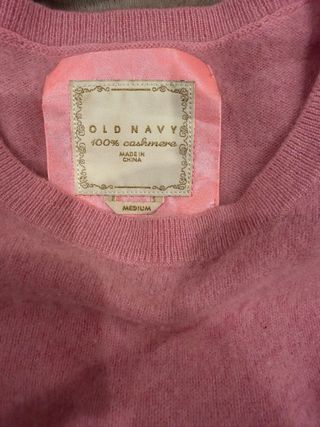 OLD NAVY
100% cashmere
MADE IN
CHINA
MEDIUM